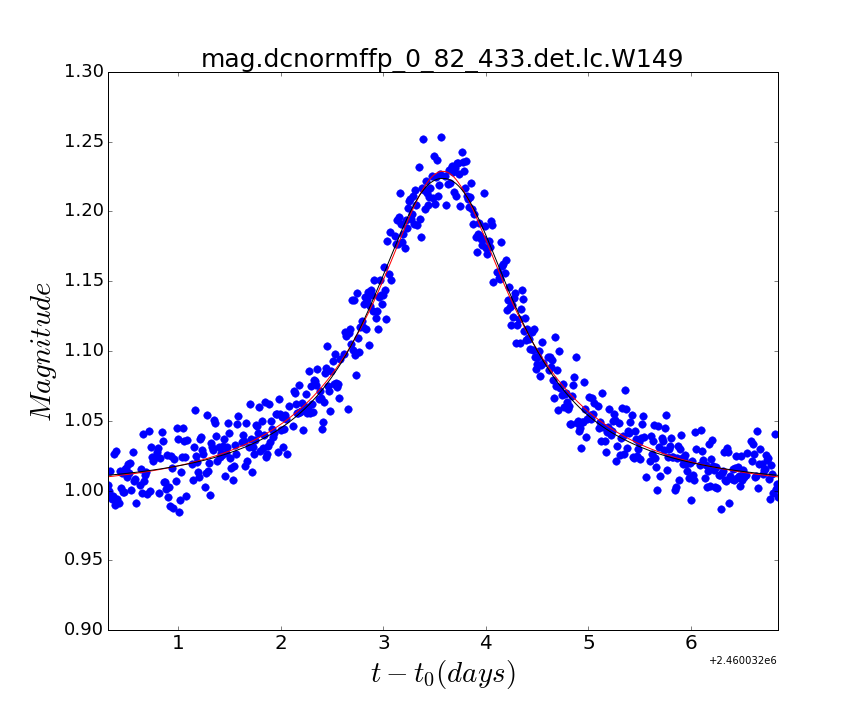 mag.dcnormffp_0_82_433.det.lc.W149
1.30
1.25
1.20
1.15
1.10
1.05
1.00
0.95
0.90
Magnitude
1 2 3 4 5 6
+2.460032e6
t − t₀(days)